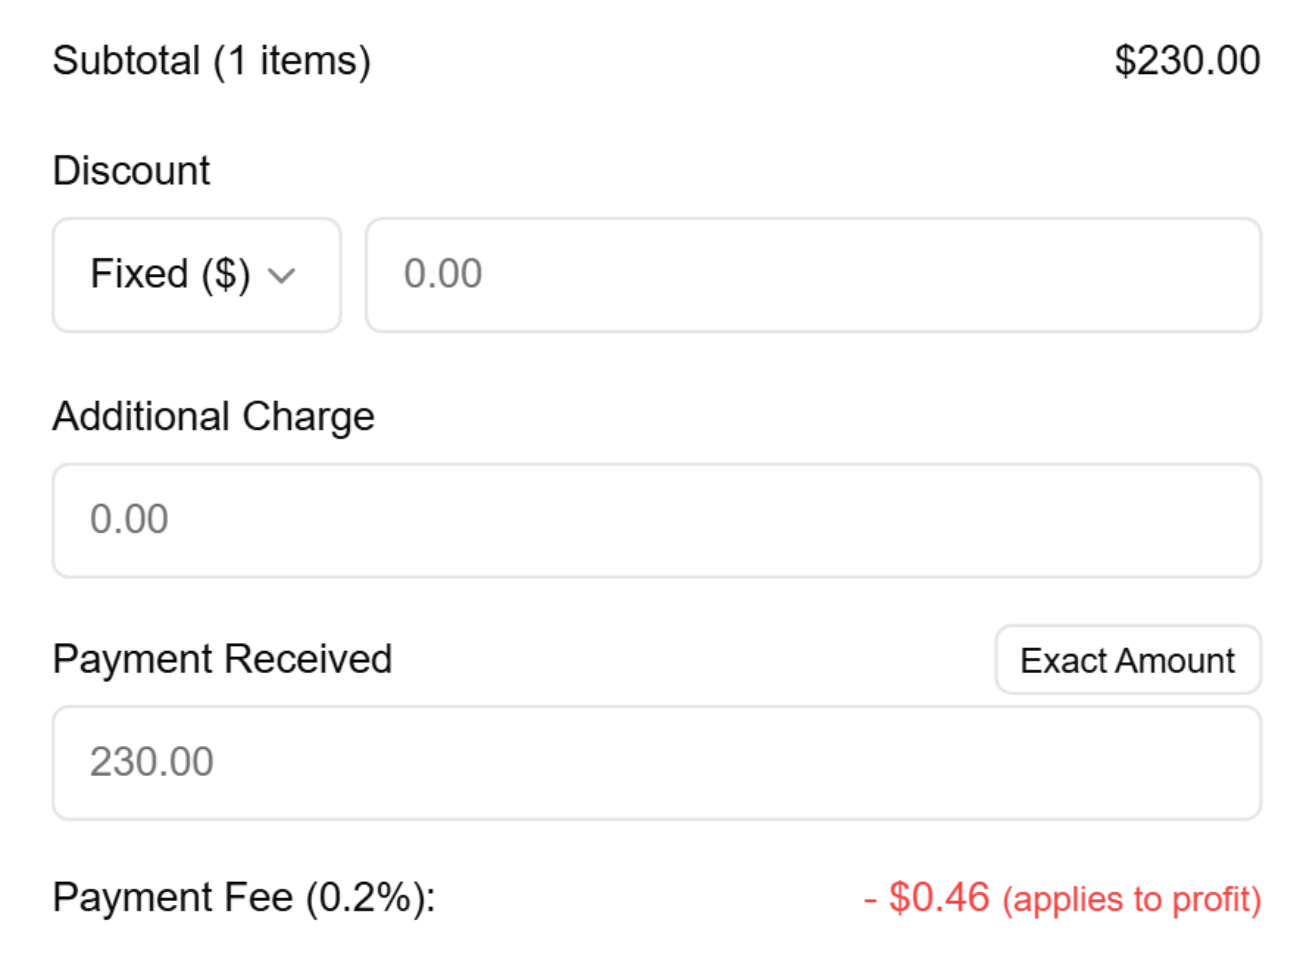 Subtotal (1 items) $230.00
Discount
Fixed ($) 0.00
Additional Charge
0.00
Payment Received Exact Amount
230.00
Payment Fee (0.2%): - $0.46 (applies to profit)